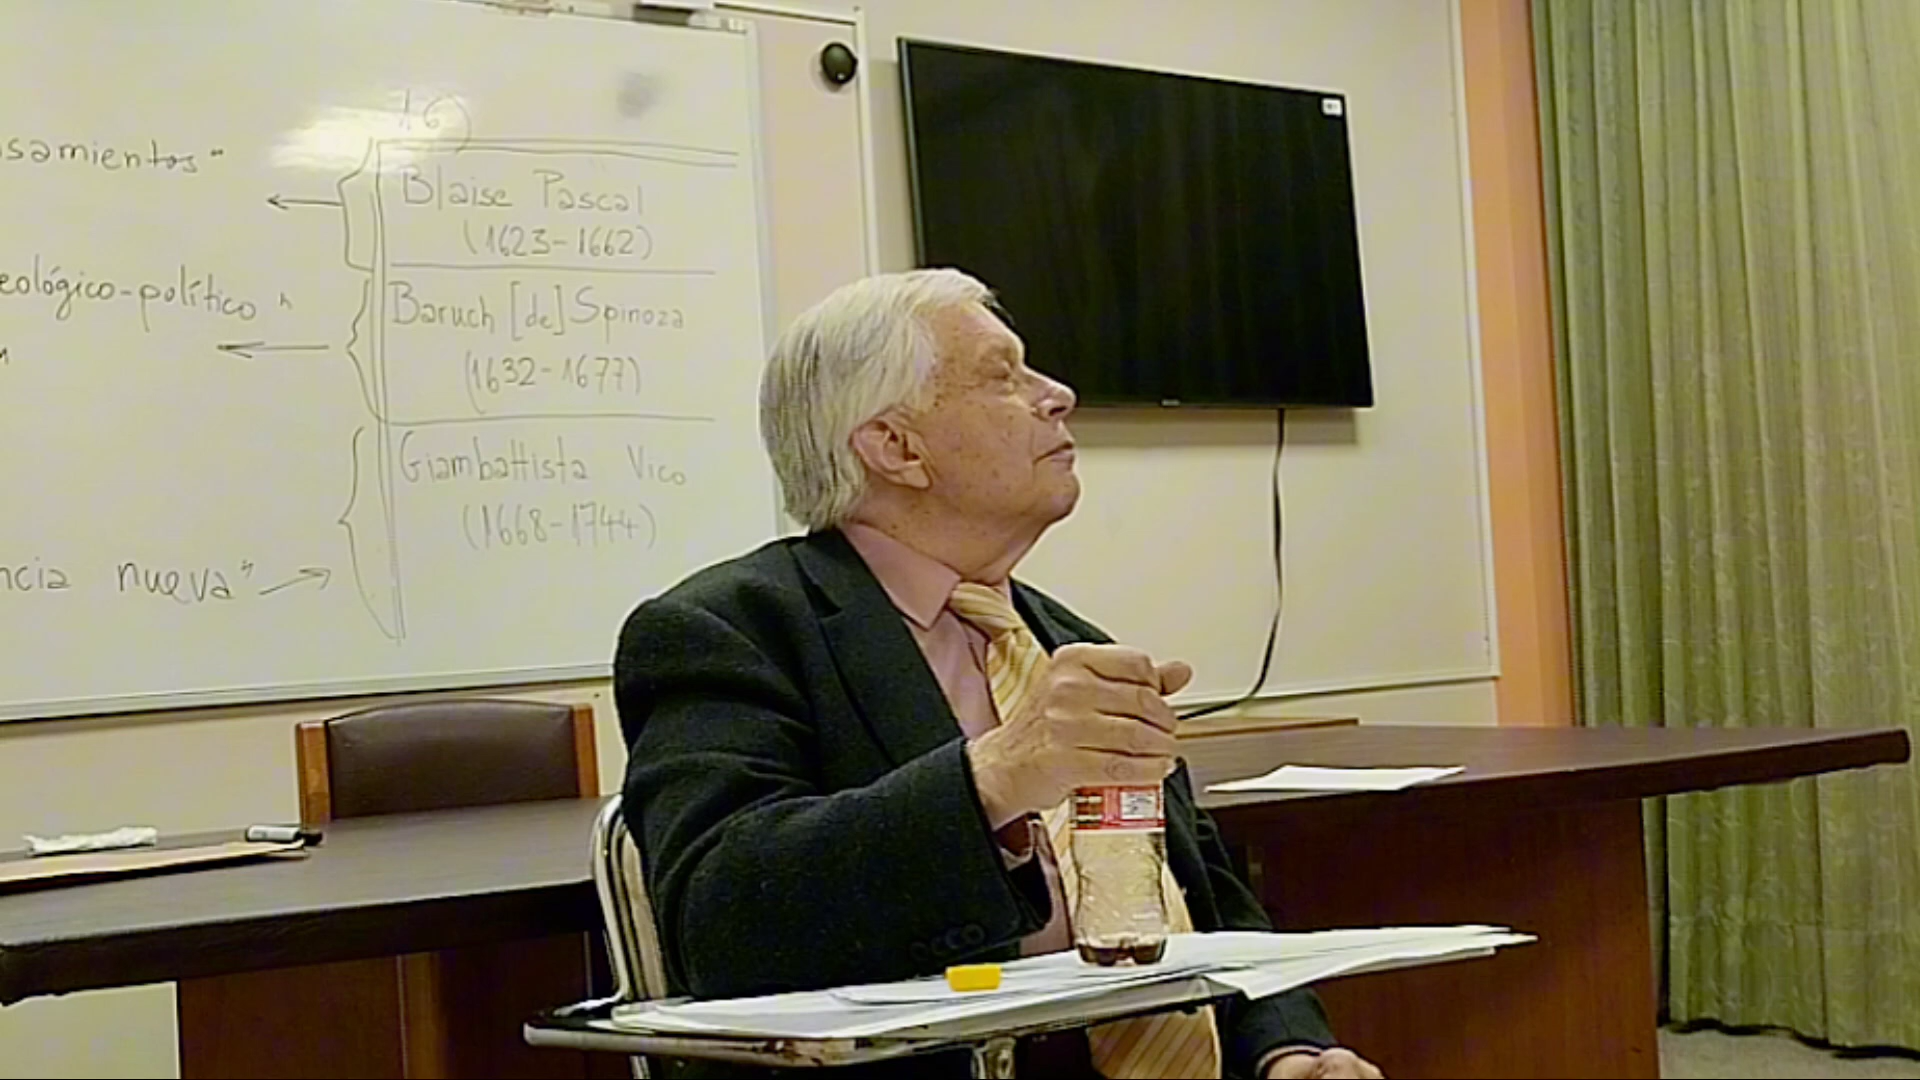 16)
samientos"
Blaise Pascal
(1623-1662)
eológico-político"
Baruch [de] Spinoza
(1632-1677)
Giambattista Vico
(1668-1744)
ncia nueva"